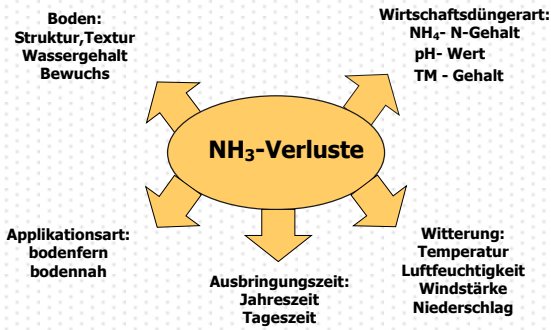 Boden:
Struktur,Textur
Wassergehalt
Bewuchs
Wirtschaftsdüngerart:
NH₄- N-Gehalt
pH- Wert
TM - Gehalt
NH₃-Verluste
Applikationsart:
bodenfern
bodennah
Ausbringungszeit:
Jahreszeit
Tageszeit
Witterung:
Temperatur
Luftfeuchtigkeit
Windstärke
Niederschlag